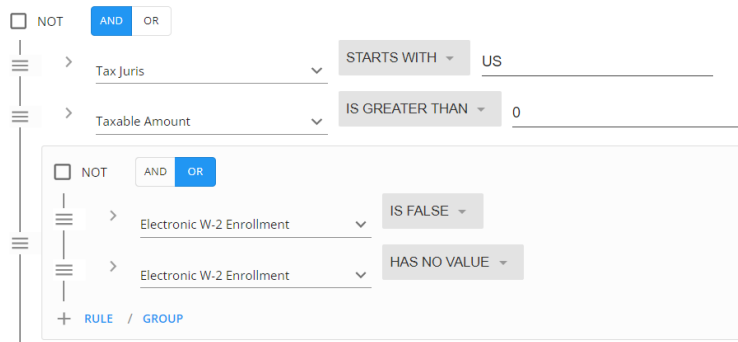 NOT AND OR
Tax Juris STARTS WITH US
Taxable Amount IS GREATER THAN 0
NOT AND OR
Electronic W-2 Enrollment IS FALSE
Electronic W-2 Enrollment HAS NO VALUE
+ RULE / GROUP